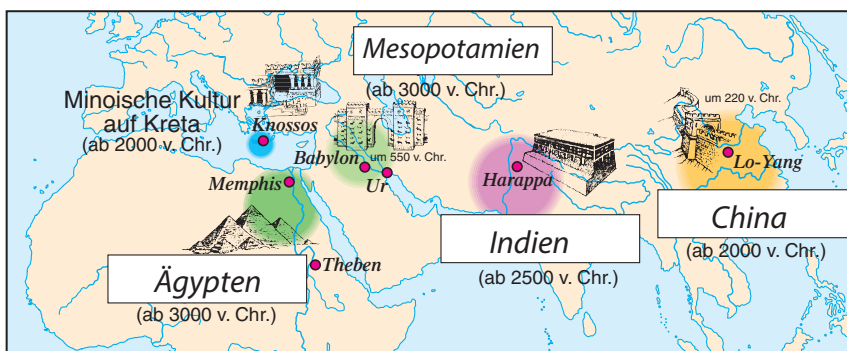 Mesopotamien
(ab 3000 v. Chr.)
Minoische Kultur
auf Kreta
(ab 2000 v. Chr.)
Knossos
um 220 v. Chr.
Babylon
um 550 v. Chr.
Lo-Yang
Memphis
Ur
Harappa
China
(ab 2000 v. Chr.)
Indien
(ab 2500 v. Chr.)
Theben
Ägypten
(ab 3000 v. Chr.)